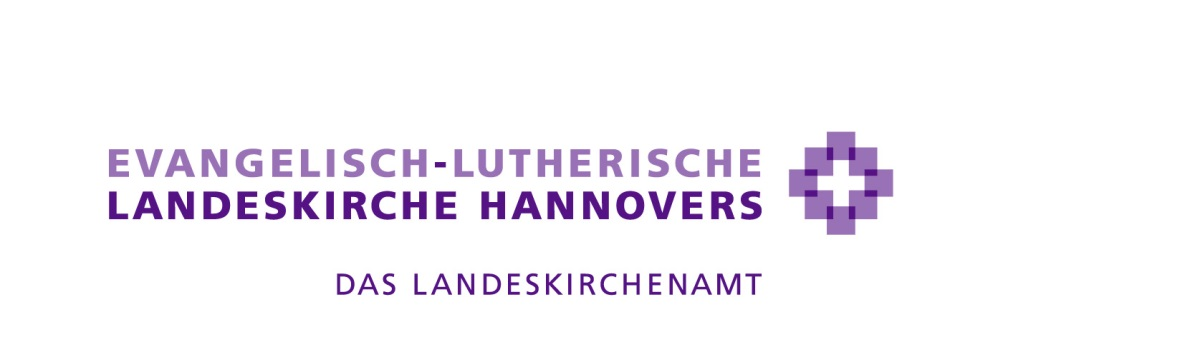 EVANGELISCH-LUTHERISCHE
LANDESKIRCHE HANNOVERS
DAS LANDESKIRCHENAMT